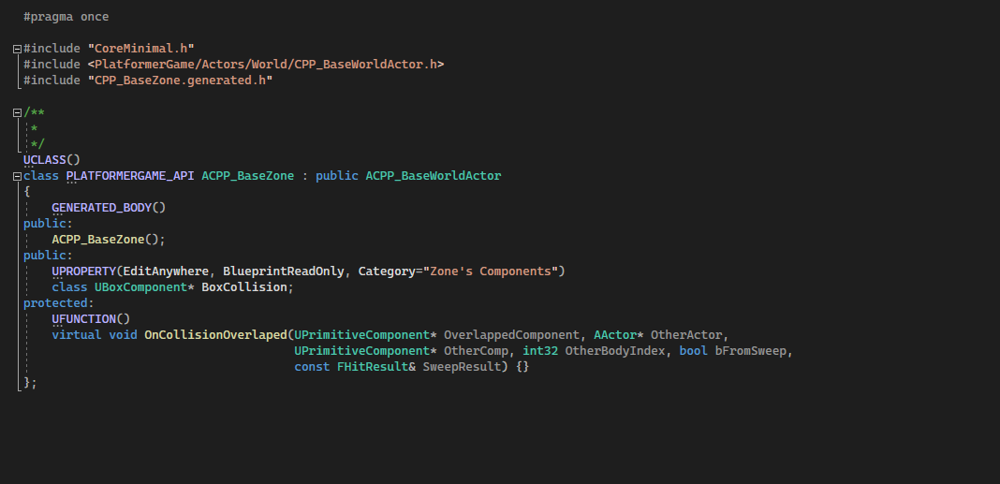 #pragma once
#include "CoreMinimal.h"
#include <PlatformerGame/Actors/World/CPP_BaseWorldActor.h>
#include "CPP_BaseZone.generated.h"
/**
 *
 */
UCLASS()
class PLATFORMERGAME_API ACPP_BaseZone : public ACPP_BaseWorldActor
{
    GENERATED_BODY()
public:
    ACPP_BaseZone();
public:
    UPROPERTY(EditAnywhere, BlueprintReadOnly, Category="Zone's Components")
    class UBoxComponent* BoxCollision;
protected:
    UFUNCTION()
    virtual void OnCollisionOverlaped(UPrimitiveComponent* OverlappedComponent, AActor* OtherActor,
                                      UPrimitiveComponent* OtherComp, int32 OtherBodyIndex, bool bFromSweep,
                                      const FHitResult& SweepResult) {}
};